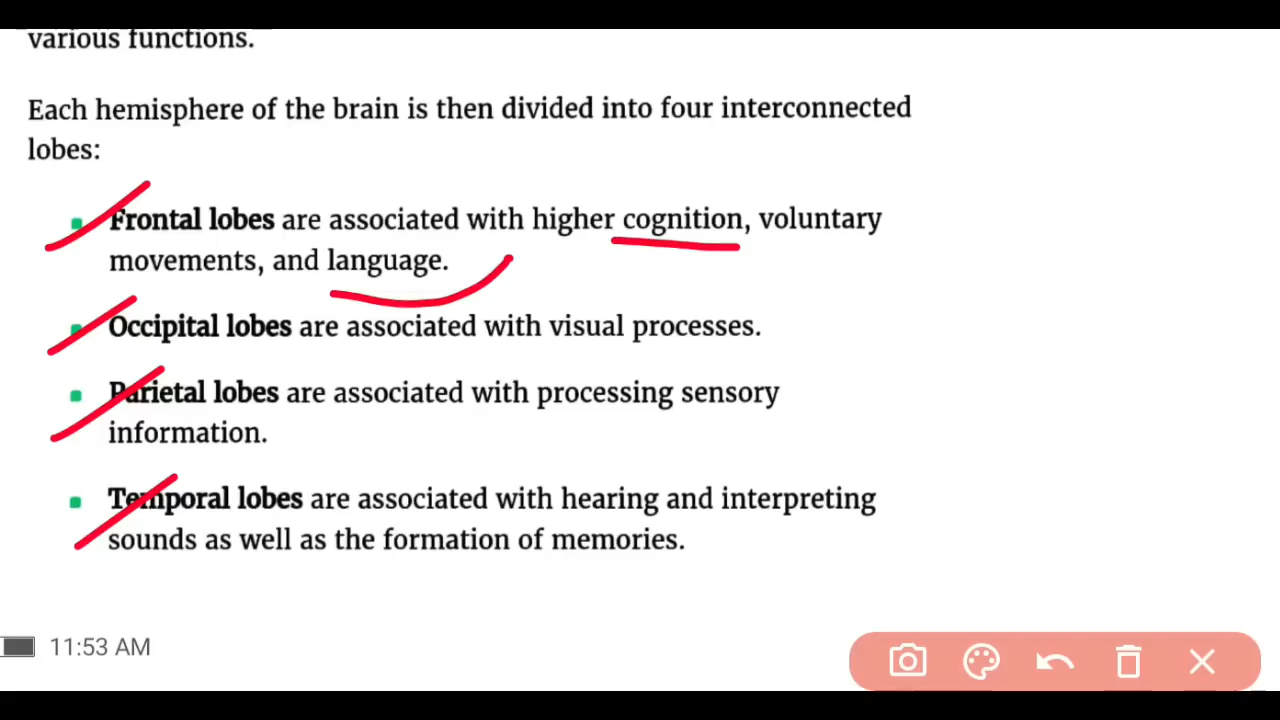 various functions.
Each hemisphere of the brain is then divided into four interconnected
lobes:
Frontal lobes are associated with higher cognition, voluntary
movements, and language.
Occipital lobes are associated with visual processes.
Parietal lobes are associated with processing sensory
information.
Temporal lobes are associated with hearing and interpreting
sounds as well as the formation of memories.
11:53 AM